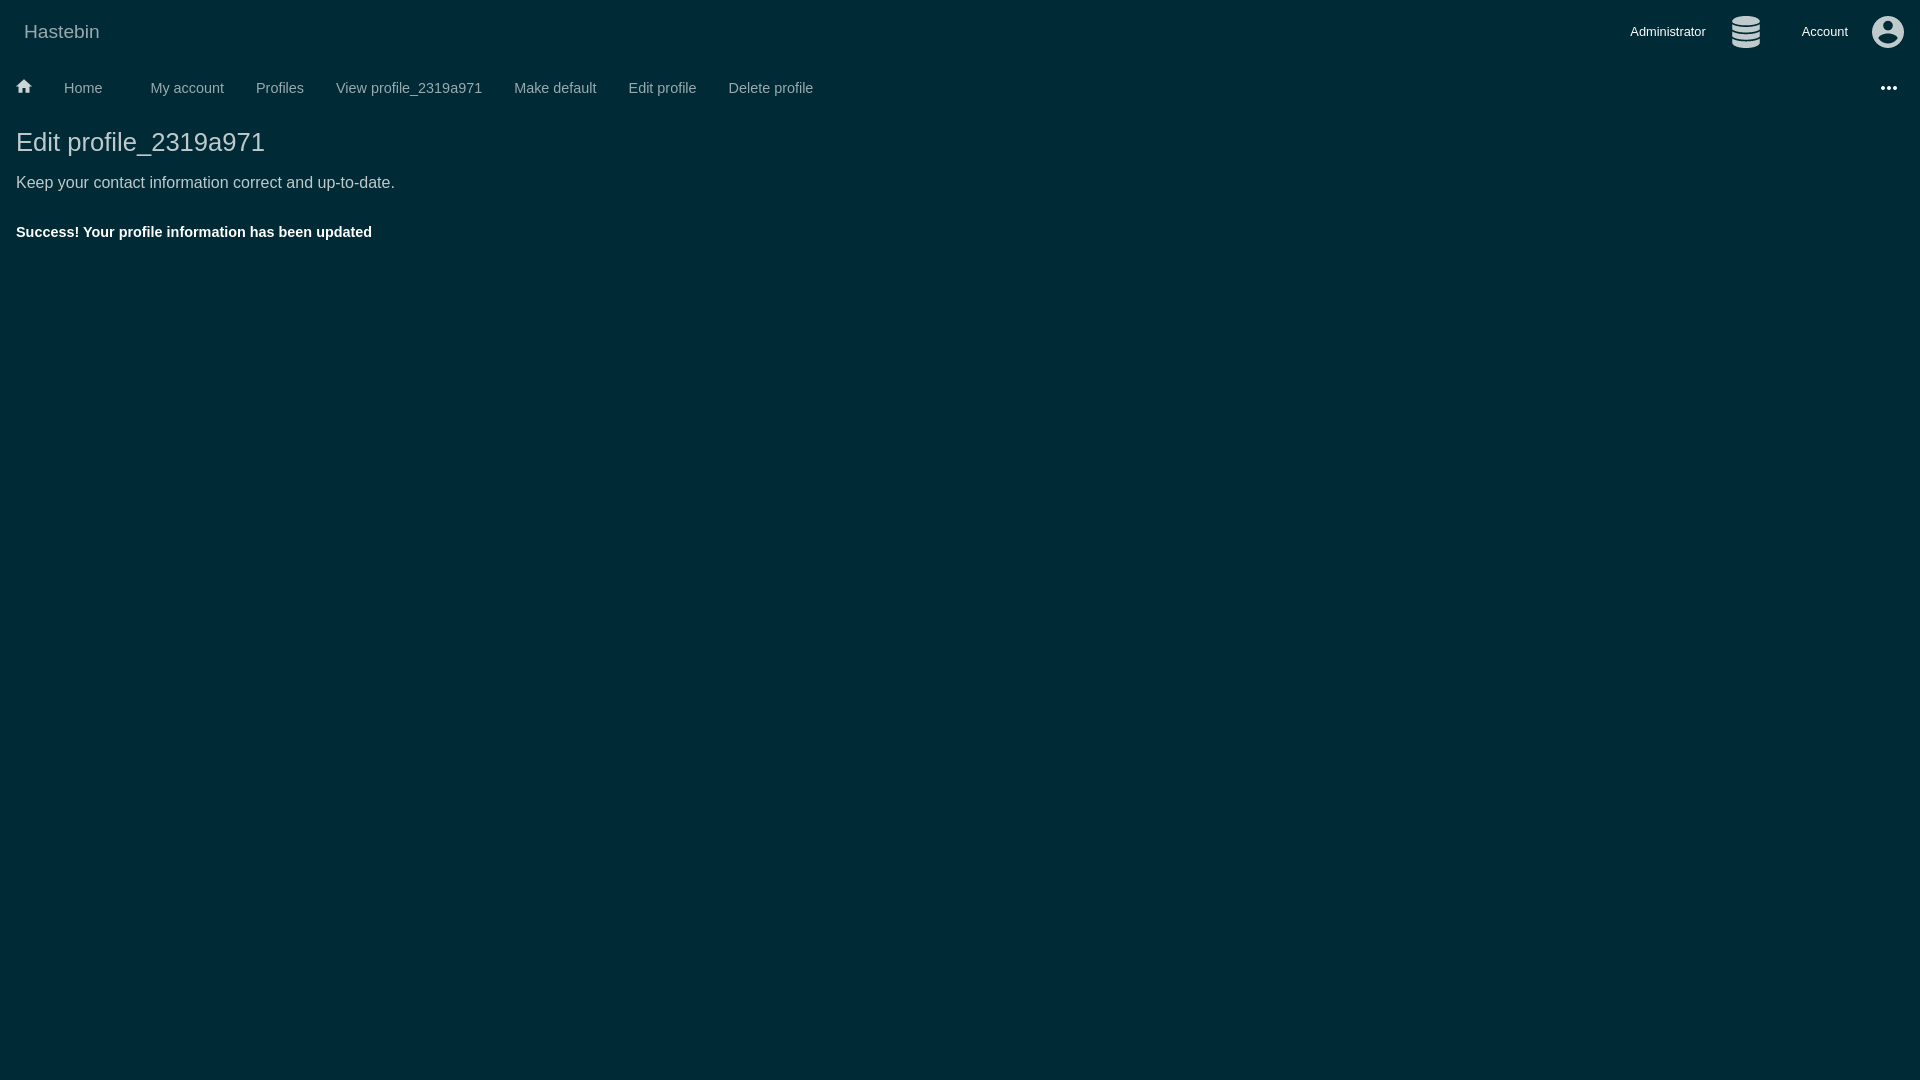 Hastebin
Administrator
Account
Home
My account
Profiles
View profile_2319a971
Make default
Edit profile
Delete profile
Edit profile_2319a971
Keep your contact information correct and up-to-date.
Success! Your profile information has been updated